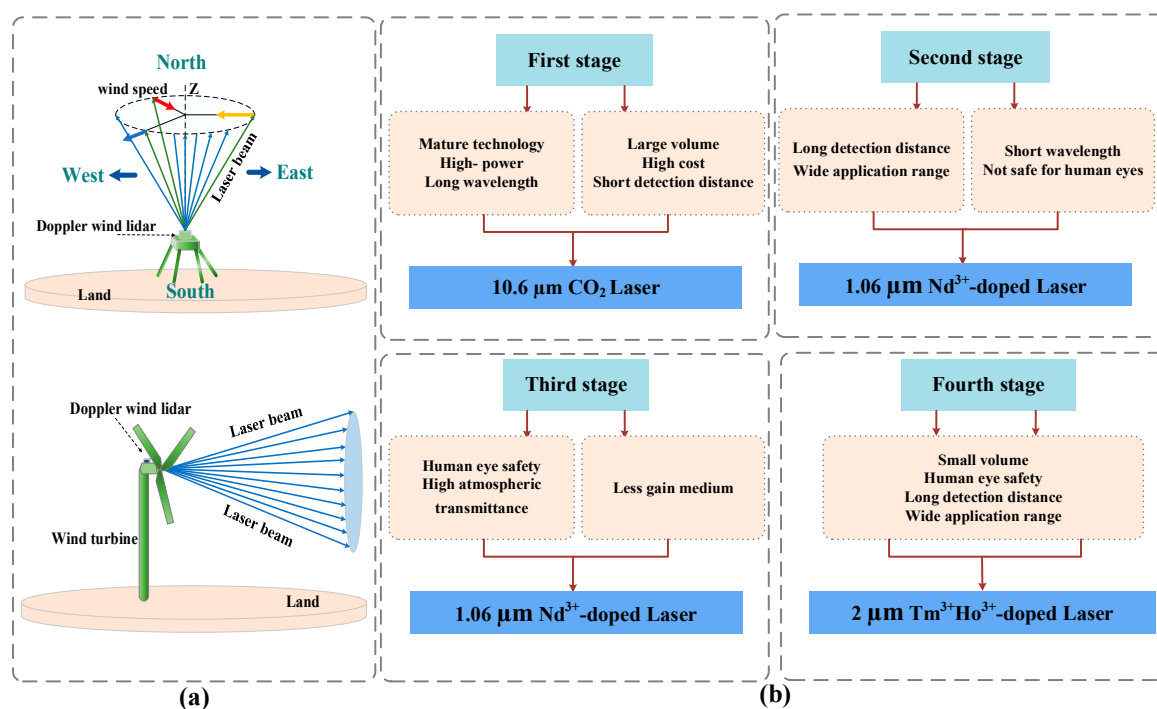 North
wind speed
Z
Laser beam
West
East
Doppler wind lidar
South
Land
Doppler wind lidar
Laser beam
Laser beam
Wind turbine
Land
(a)
First stage
Mature technology
High- power
Long wavelength
Large volume
High cost
Short detection distance
10.6 μm CO₂ Laser
Second stage
Long detection distance
Wide application range
Short wavelength
Not safe for human eyes
1.06 μm Nd³⁺-doped Laser
Third stage
Human eye safety
High atmospheric
transmittance
Less gain medium
1.06 μm Nd³⁺-doped Laser
Fourth stage
Small volume
Human eye safety
Long detection distance
Wide application range
2 μm Tm³⁺Ho³⁺-doped Laser
(b)